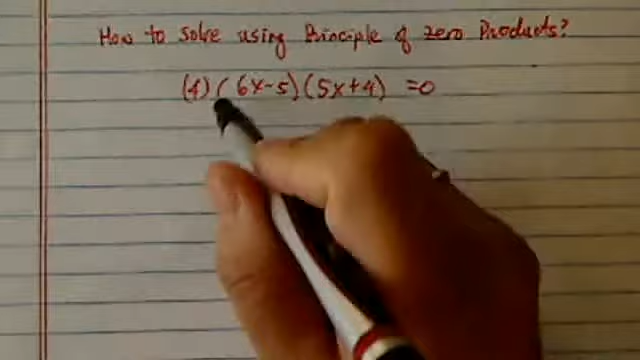 How to solve using Principle of zero Products?
(4)(6x-5)(5x+4) =0